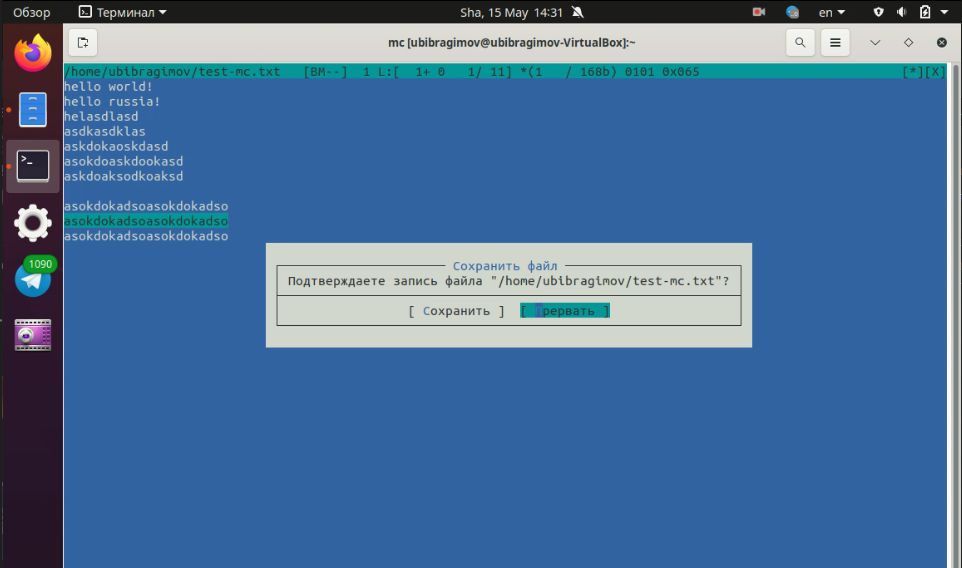 Обзор
Терминал
Sha, 15 May 14:31
en
mc [ubibragimov@ubibragimov-VirtualBox]:~
/home/ubibragimov/test-mc.txt [BM--] 1 L:[ 1+ 0 1/ 11] *(1 / 168b) 0101 0x065 [*][X]
hello world!
hello russia!
helasdlasd
asdkasdklas
askdokaoskdasd
asokdoaskdookasd
askdoaksodkoaksd
asokdokadsoasokdokadso
asokdokadsoasokdokadso
asokdokadsoasokdokadso
Сохранить файл
Подтверждаете запись файла "/home/ubibragimov/test-mc.txt"?
[ Сохранить ] [ Прервать ]
1090